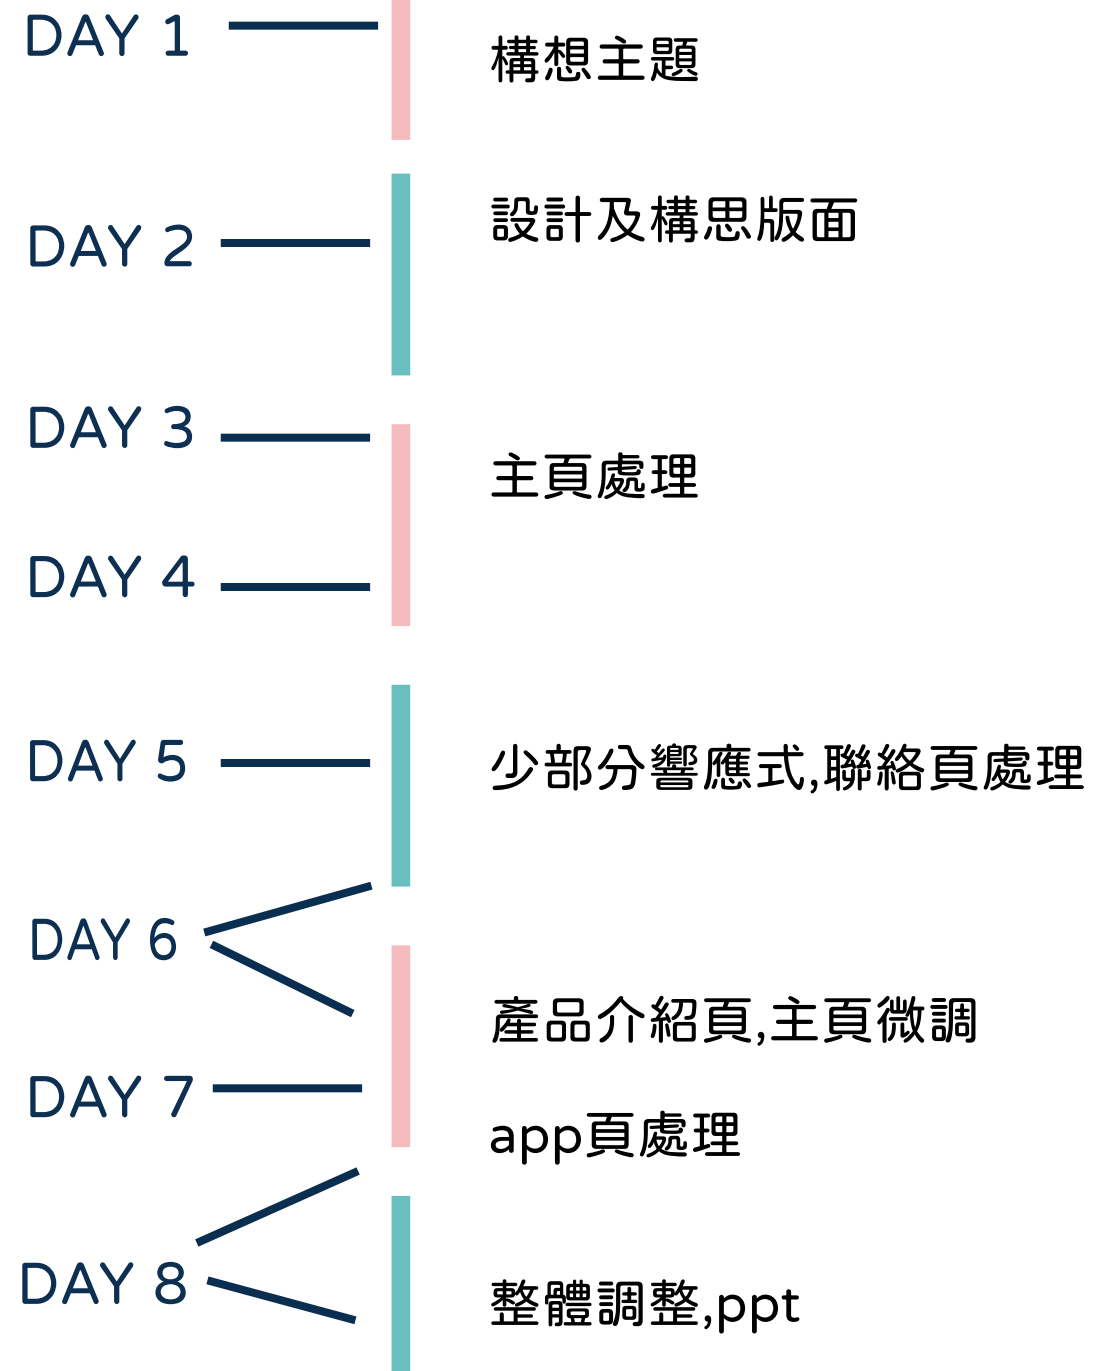 DAY 1
構想主題
設計及構思版面
DAY 2
DAY 3
主頁處理
DAY 4
DAY 5
少部分響應式,聯絡頁處理
DAY 6
產品介紹頁,主頁微調
DAY 7
app頁處理
DAY 8
整體調整,ppt